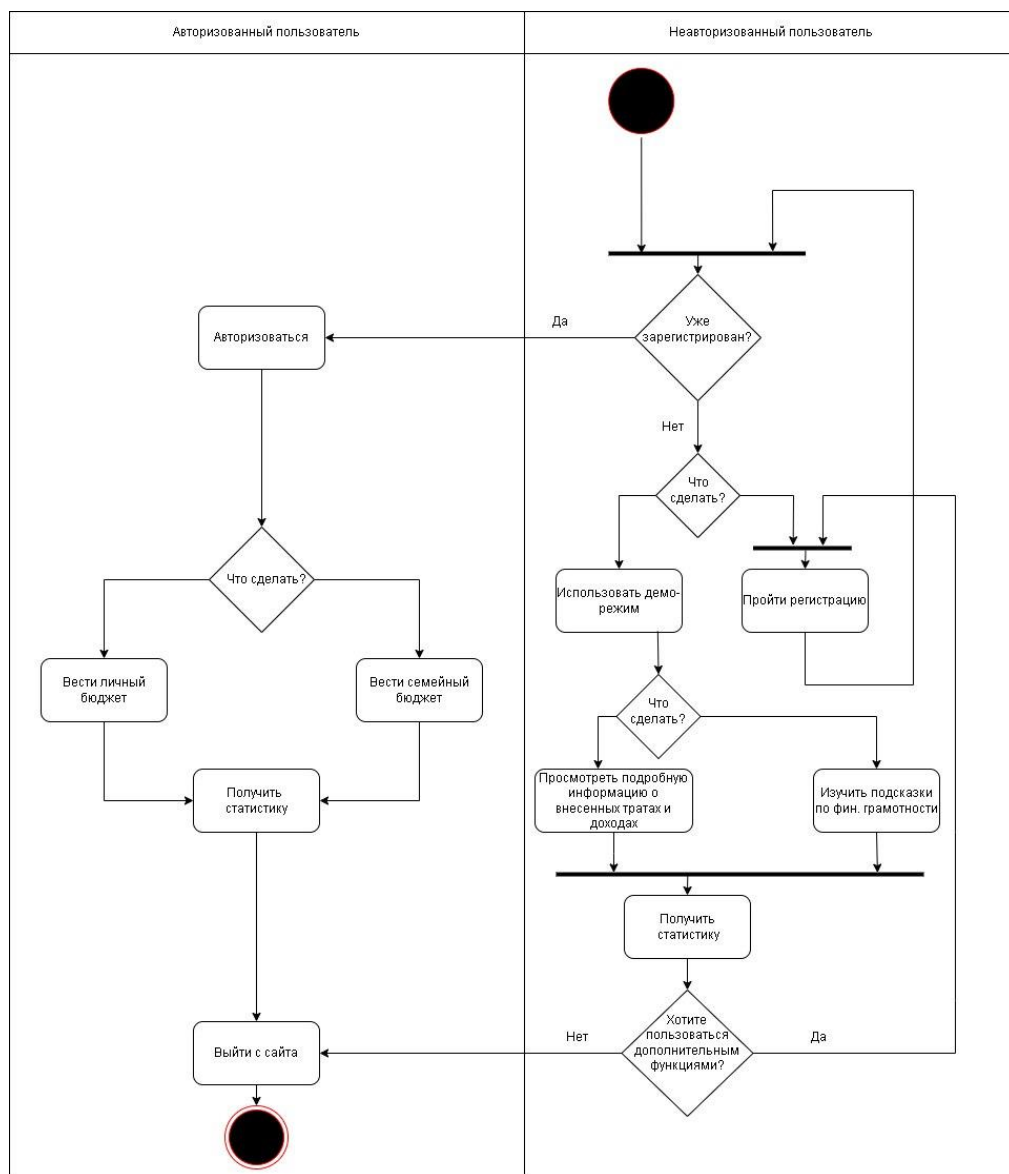 Авторизованный пользователь
Неавторизованный пользователь
Уже
зарегистрирован?
Да
Авторизоваться
Нет
Что
сделать?
Что сделать?
Использовать демо-
режим
Пройти регистрацию
Вести личный
бюджет
Вести семейный
бюджет
Что
сделать?
Получить
статистику
Просмотреть подробную
информацию о
внесенных тратах и
доходах
Изучить подсказки
по фин. грамотности
Получить
статистику
Хотите
пользоваться
дополнительным
функциями?
Нет
Да
Выйти с сайта